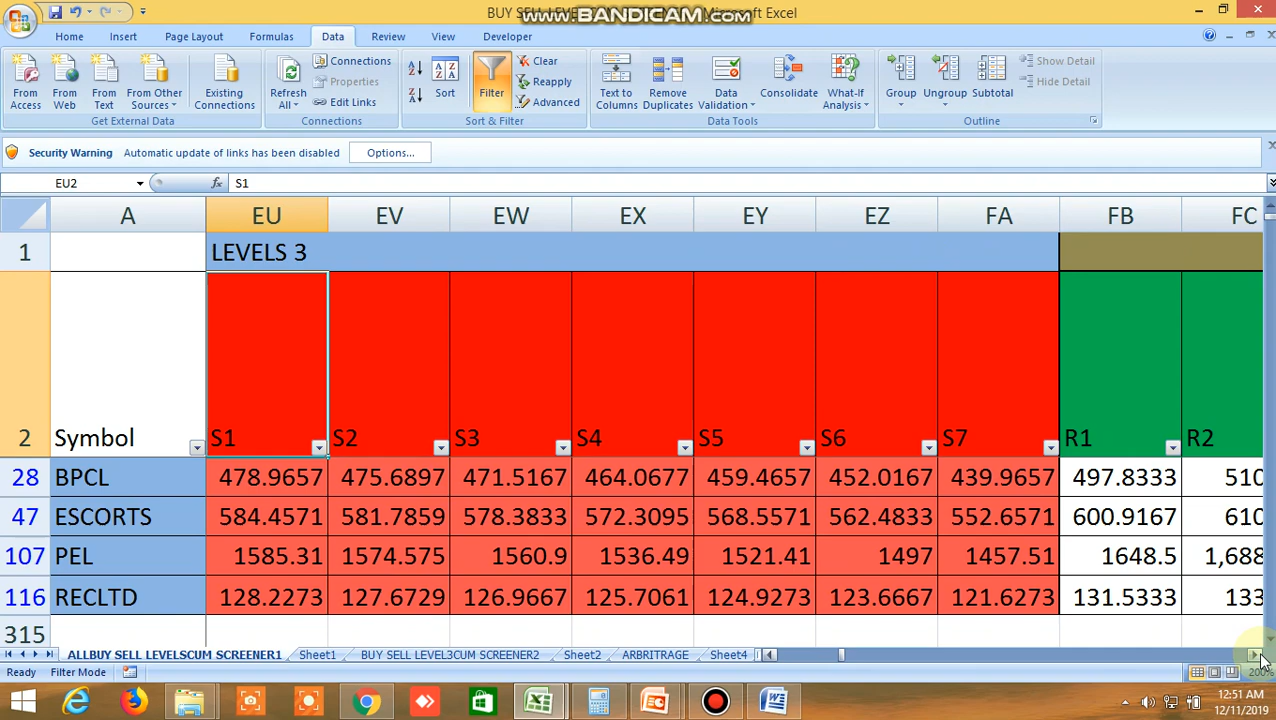 BUY SELL LEVEL
www.BANDICAM.com
Microsoft Excel
Home Insert Page Layout Formulas Data Review View Developer
From Access
From Web
From Text
From Other Sources
Existing Connections
Get External Data
Refresh All
Connections
Properties
Edit Links
Connections
Sort
Filter
Clear
Reapply
Advanced
Sort & Filter
Text to Columns
Remove Duplicates
Data Validation
Consolidate
What-If Analysis
Data Tools
Group
Ungroup
Subtotal
Show Detail
Hide Detail
Outline
Security Warning Automatic update of links has been disabled Options...
EU2 fx S1
A EU EV EW EX EY EZ FA FB FC
1 LEVELS 3
2 Symbol S1 S2 S3 S4 S5 S6 S7 R1 R2
28 BPCL 478.9657 475.6897 471.5167 464.0677 459.4657 452.0167 439.9657 497.8333 510
47 ESCORTS 584.4571 581.7859 578.3833 572.3095 568.5571 562.4833 552.6571 600.9167 610
107 PEL 1585.31 1574.575 1560.9 1536.49 1521.41 1497 1457.51 1648.5 1,688
116 RECLTD 128.2273 127.6729 126.9667 125.7061 124.9273 123.6667 121.6273 131.5333 133
315
ALLBUY SELL LEVELSCUM SCREENER1 Sheet1 BUY SELL LEVEL3CUM SCREENER2 Sheet2 ARBITRAGE Sheet4
Ready Filter Mode 200%
12:51 AM
12/11/2019